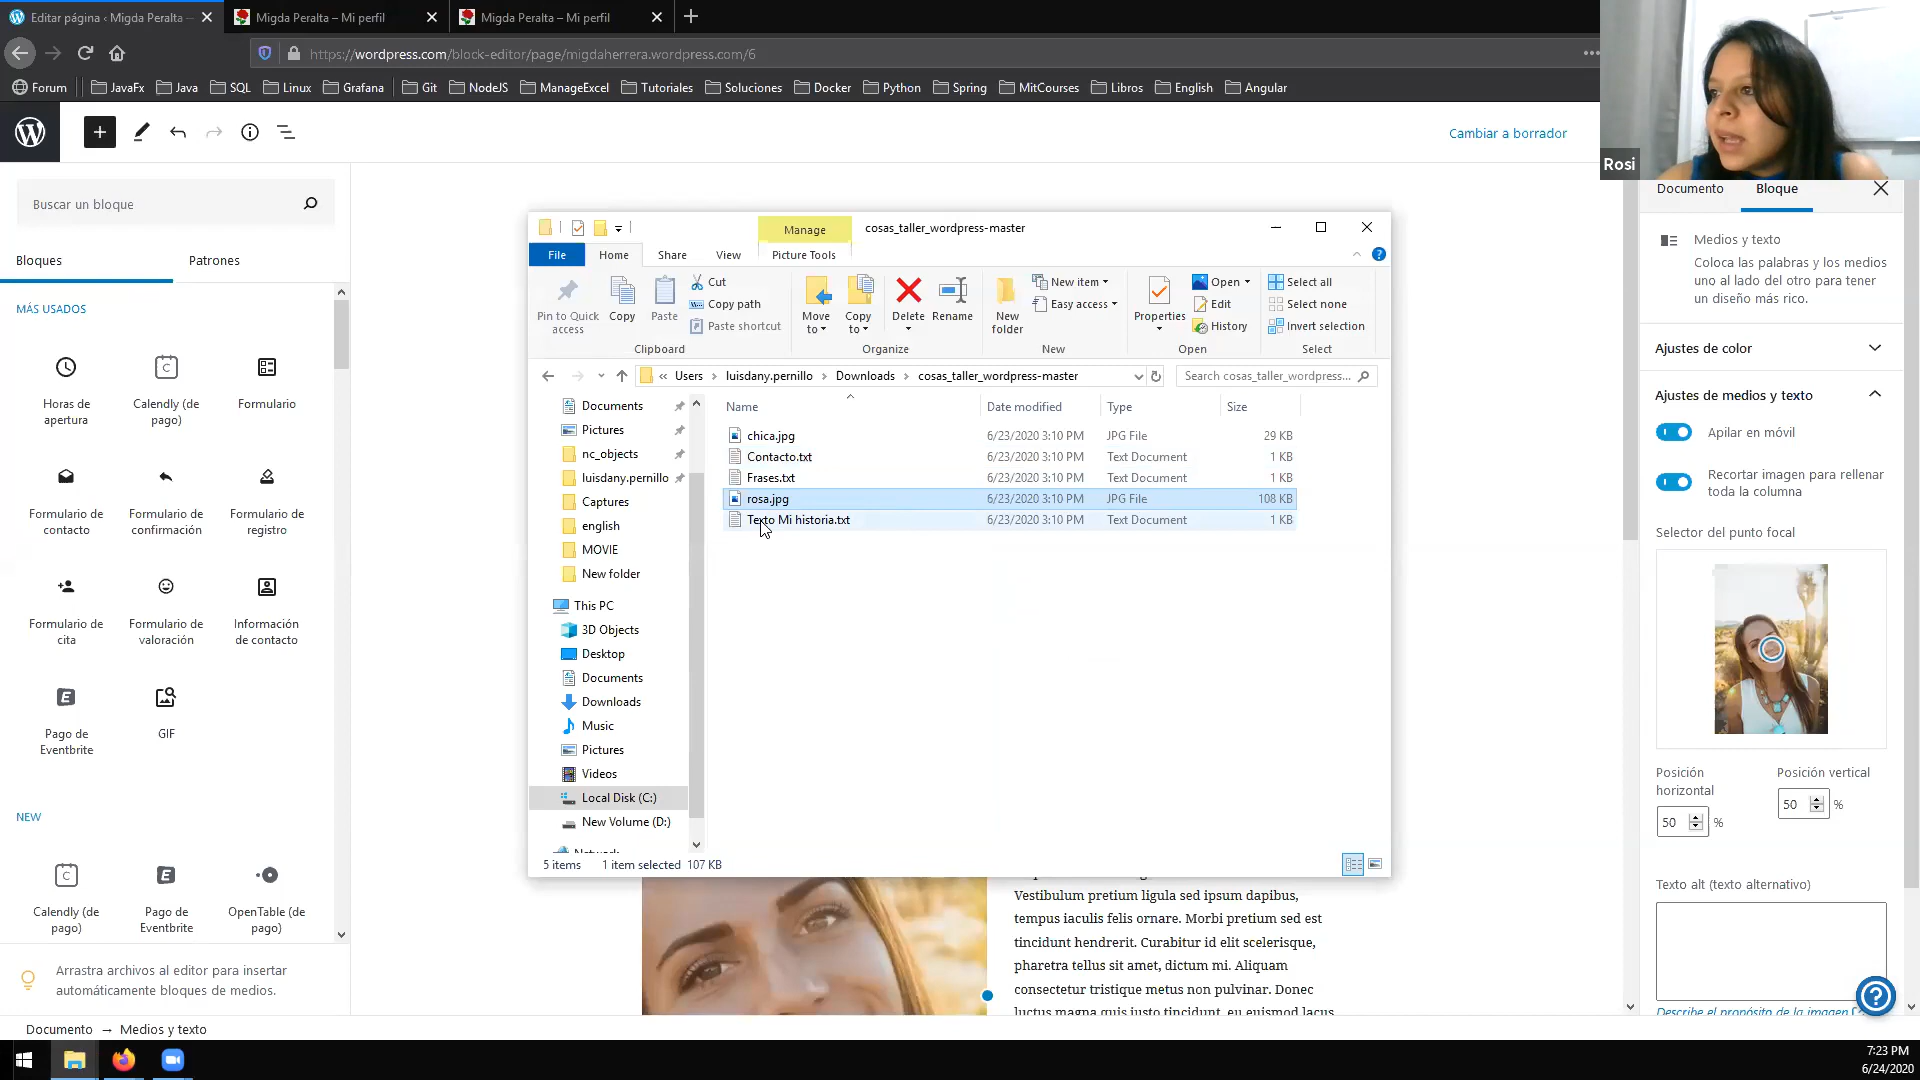 Editar página ‹ Migda Peralta —
Migda Peralta – Mi perfil
Migda Peralta – Mi perfil
https://wordpress.com/block-editor/page/migdaherrera.wordpress.com/6
Forum
JavaFx
Java
SQL
Linux
Grafana
Git
NodeJS
ManageExcel
Tutoriales
Soluciones
Docker
Python
Spring
MitCourses
Libros
English
Angular
Cambiar a borrador
Rosi
Buscar un bloque
Bloques
Patrones
MÁS USADOS
Horas de
apertura
Calendly (de
pago)
Formulario
Formulario de
contacto
Formulario de
confirmación
Formulario de
registro
Formulario de
cita
Formulario de
valoración
Información
de contacto
Pago de
Eventbrite
GIF
NEW
Calendly (de
pago)
Pago de
Eventbrite
OpenTable (de
pago)
Arrastra archivos al editor para insertar
automáticamente bloques de medios.
Documento → Medios y texto
Manage
cosas_taller_wordpress-master
File
Home
Share
View
Picture Tools
Pin to Quick
access
Copy
Paste
Cut
Copy path
Paste shortcut
Clipboard
Move
to
Copy
to
Delete
Rename
Organize
New
folder
New item
Easy access
New
Properties
Open
Edit
History
Open
Select all
Select none
Invert selection
Select
« Users › luisdany.pernillo › Downloads › cosas_taller_wordpress-master
Search cosas_taller_wordpress...
Documents
Pictures
nc_objects
luisdany.pernillo
Captures
english
MOVIE
New folder
This PC
3D Objects
Desktop
Documents
Downloads
Music
Pictures
Videos
Local Disk (C:)
New Volume (D:)
Network
Name Date modified Type Size
chica.jpg 6/23/2020 3:10 PM JPG File 29 KB
Contacto.txt 6/23/2020 3:10 PM Text Document 1 KB
Frases.txt 6/23/2020 3:10 PM Text Document 1 KB
rosa.jpg 6/23/2020 3:10 PM JPG File 108 KB
Texto Mi historia.txt 6/23/2020 3:10 PM Text Document 1 KB
5 items 1 item selected 107 KB
Vestibulum pretium ligula sed ipsum dapibus,
tempus iaculis felis ornare. Morbi pretium sed est
tincidunt hendrerit. Curabitur id elit scelerisque,
pharetra tellus sit amet, dictum mi. Aliquam
consectetur tristique metus non pulvinar. Donec
luctus magna quis justo tincidunt, eu euismod lacus
Documento
Bloque
Medios y texto
Coloca las palabras y los medios
uno al lado del otro para tener
un diseño más rico.
Ajustes de color
Ajustes de medios y texto
Apilar en móvil
Recortar imagen para rellenar
toda la columna
Selector del punto focal
Posición
horizontal
50 %
Posición vertical
50 %
Texto alt (texto alternativo)
Describe el propósito de la imagen
7:23 PM
6/24/2020